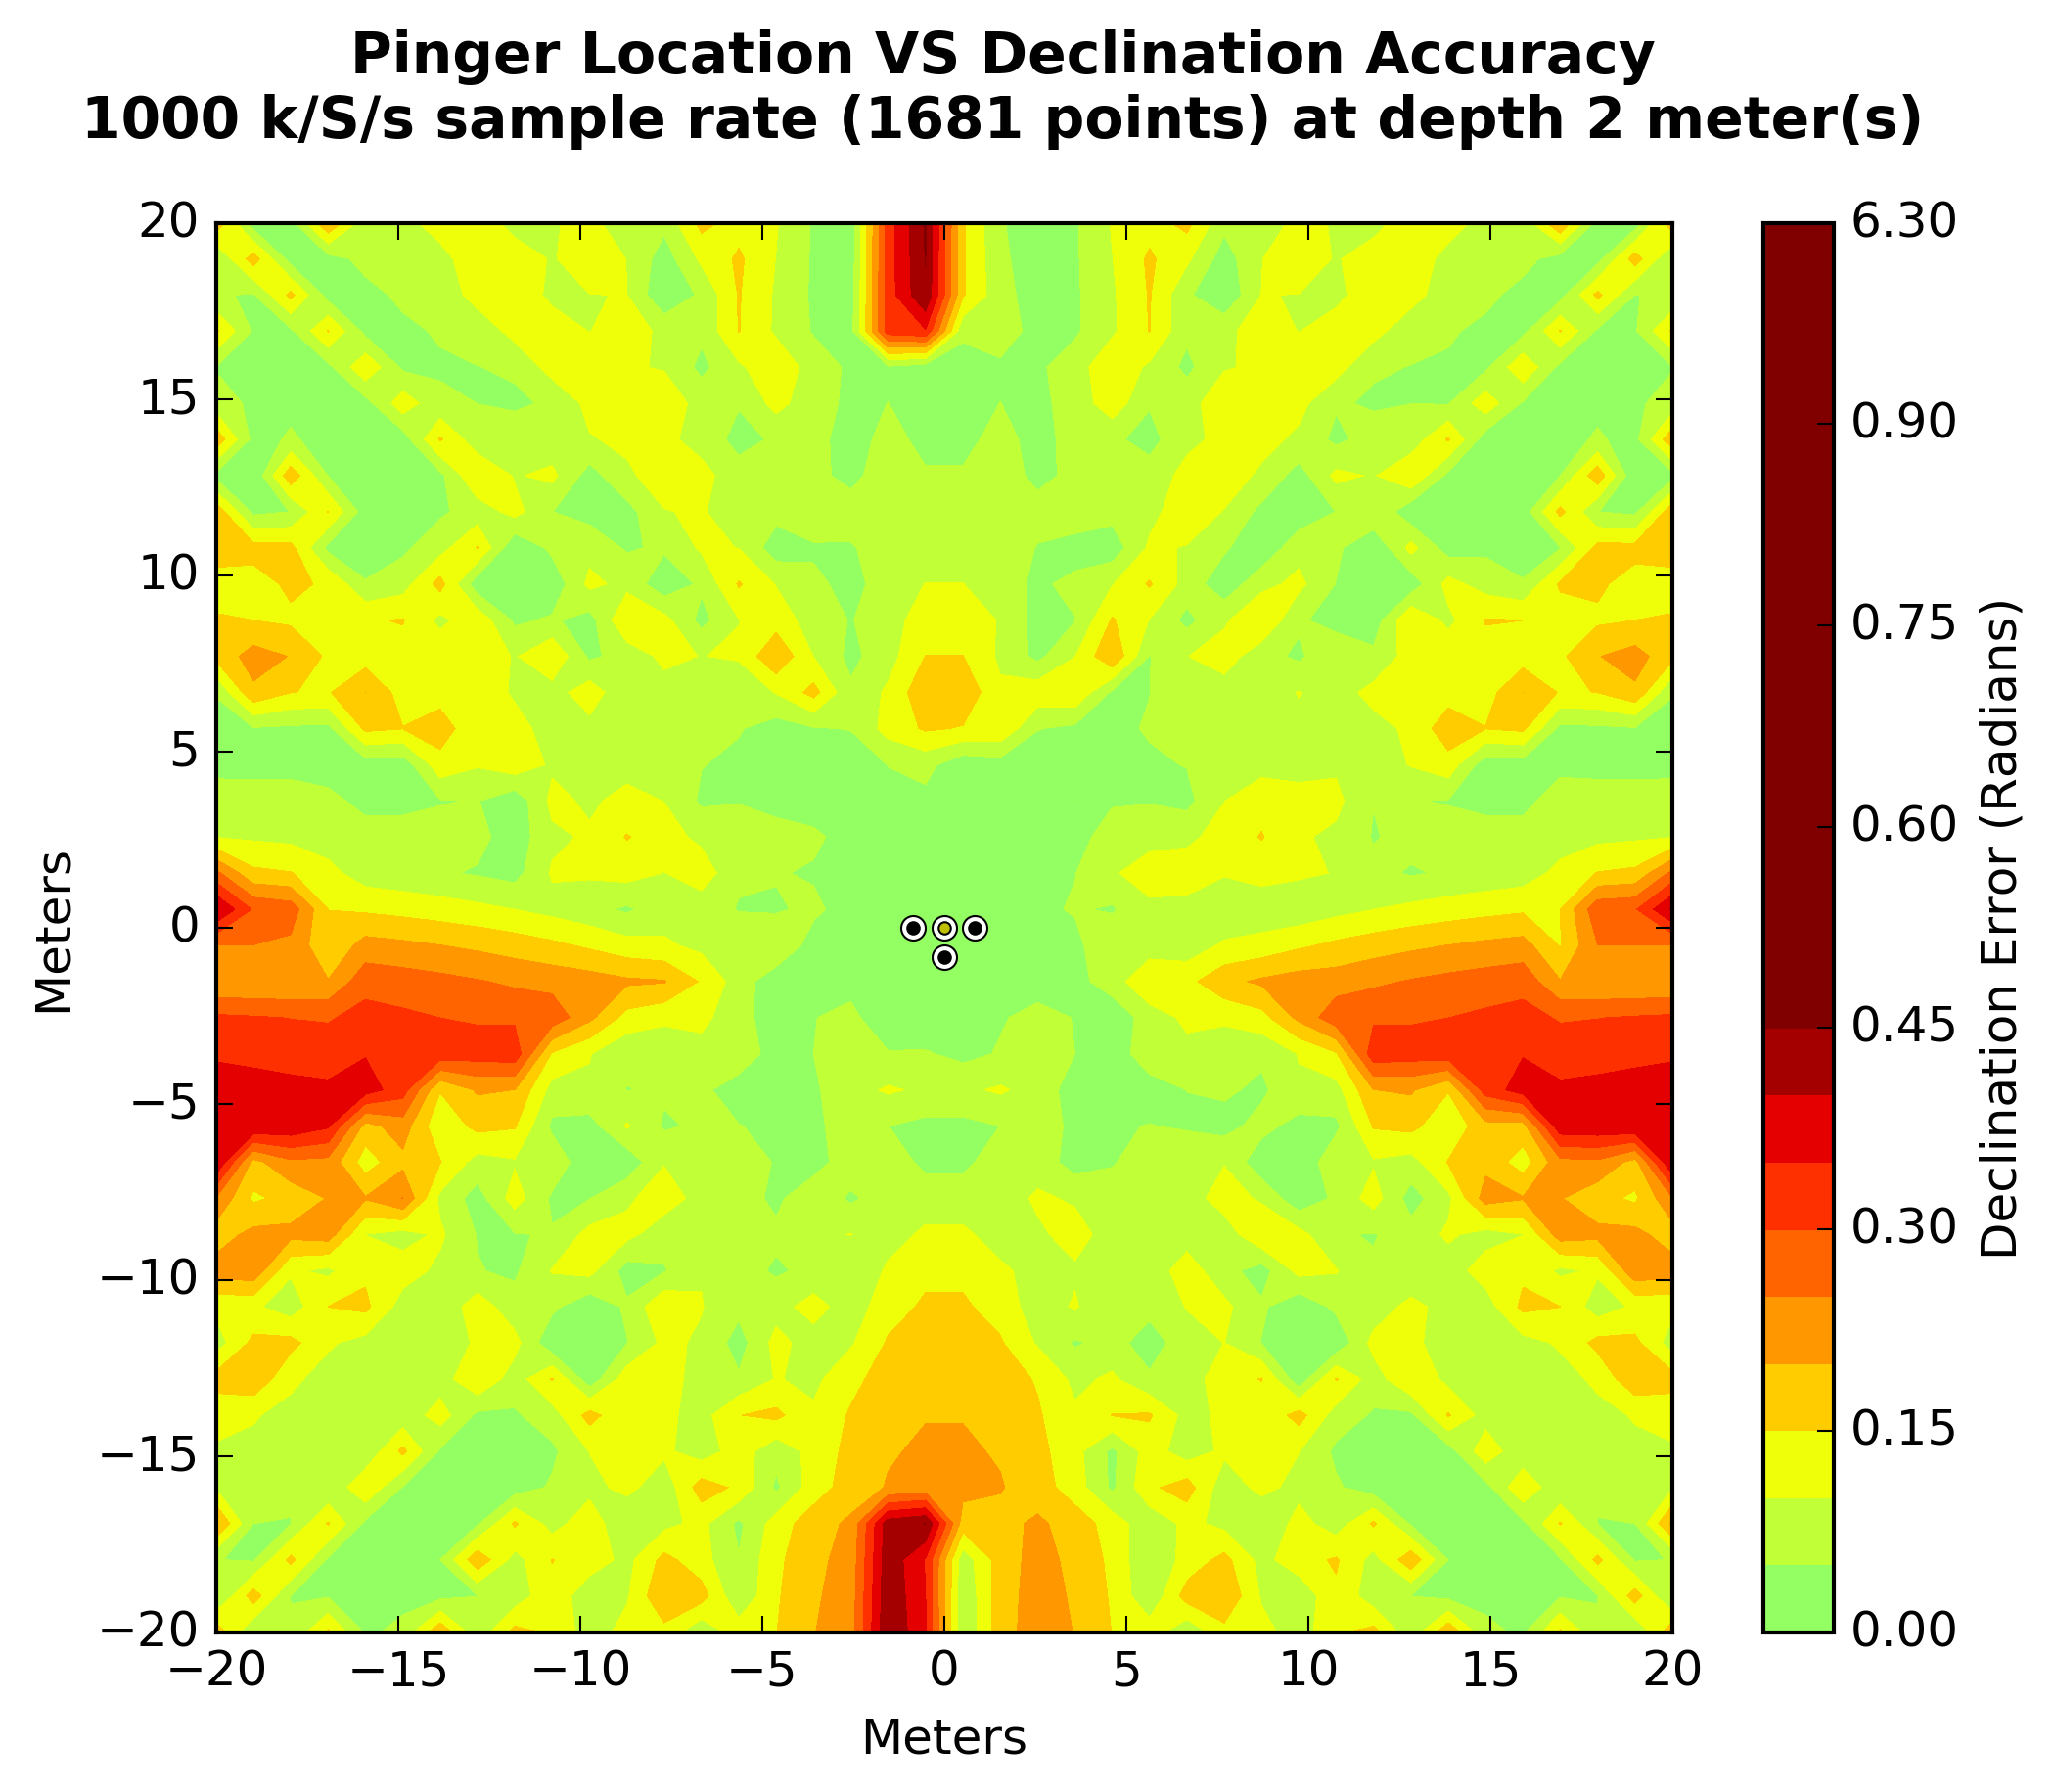 Pinger Location VS Declination Accuracy
1000 k/S/s sample rate (1681 points) at depth 2 meter(s)
20
15
10
5
0
−5
−10
−15
−20
Meters
−20 −15 −10 −5 0 5 10 15 20
Meters
6.30
0.90
0.75
0.60
0.45
0.30
0.15
0.00
Declination Error (Radians)